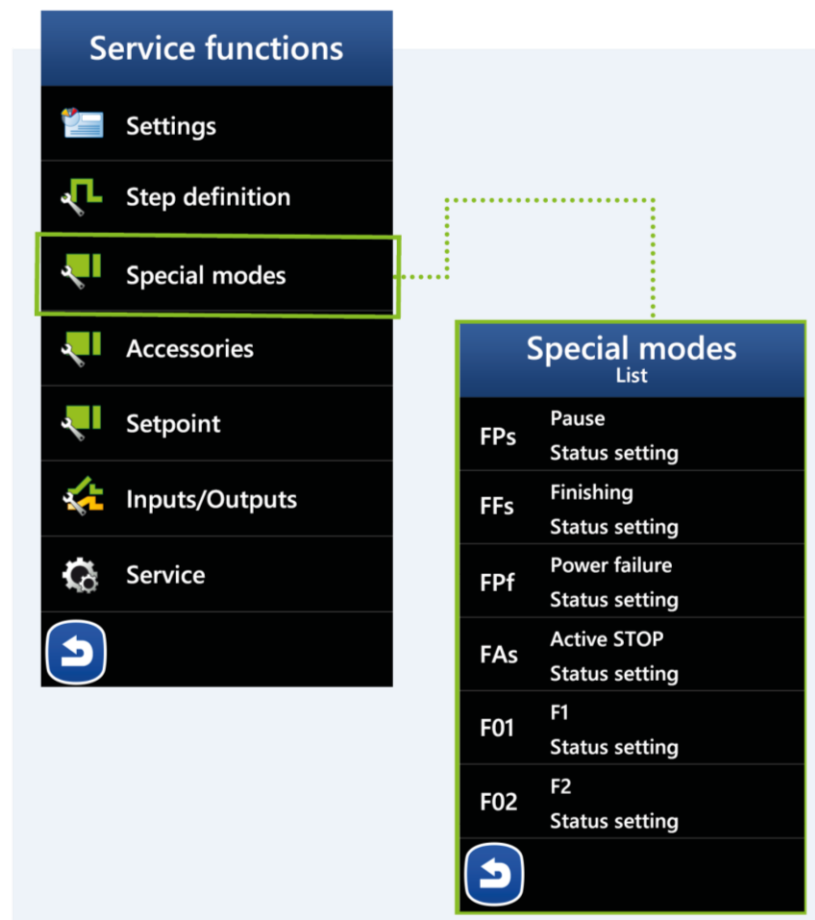 Service functions
Settings
Step definition
Special modes
Accessories
Setpoint
Inputs/Outputs
Service
Special modes
List
FPs
Pause
Status setting
FFs
Finishing
Status setting
FPf
Power failure
Status setting
FAs
Active STOP
Status setting
F01
F1
Status setting
F02
F2
Status setting